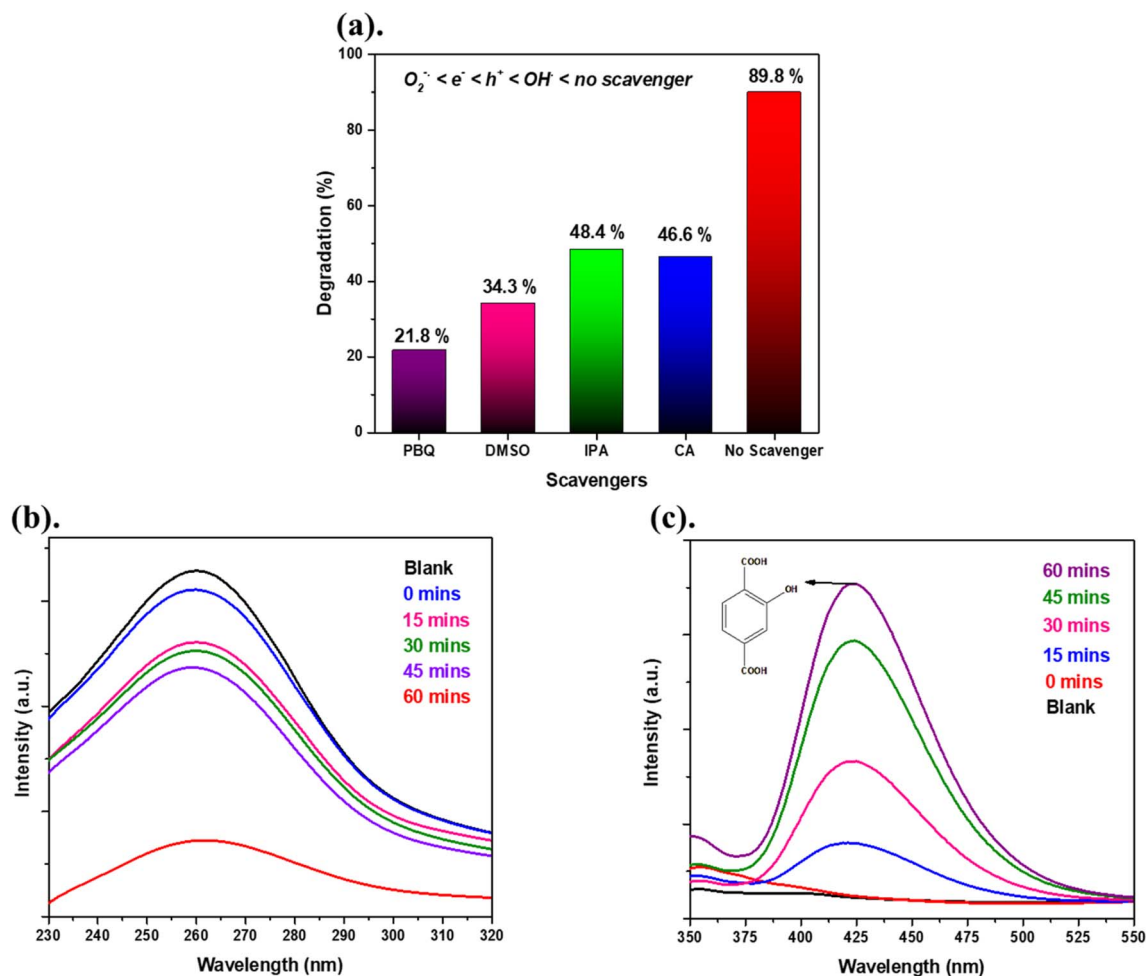 (a).
O₂⁻· < e⁻ < h⁺ < OH· < no scavenger
Degradation (%)
100
80
60
40
20
0
21.8 %
34.3 %
48.4 %
46.6 %
89.8 %
PBQ DMSO IPA CA No Scavenger
Scavengers
(b).
Intensity (a.u.)
Blank
0 mins
15 mins
30 mins
45 mins
60 mins
230 240 250 260 270 280 290 300 310 320
Wavelength (nm)
(c).
Intensity (a.u.)
COOH
OH
COOH
60 mins
45 mins
30 mins
15 mins
0 mins
Blank
350 375 400 425 450 475 500 525 550
Wavelength (nm)